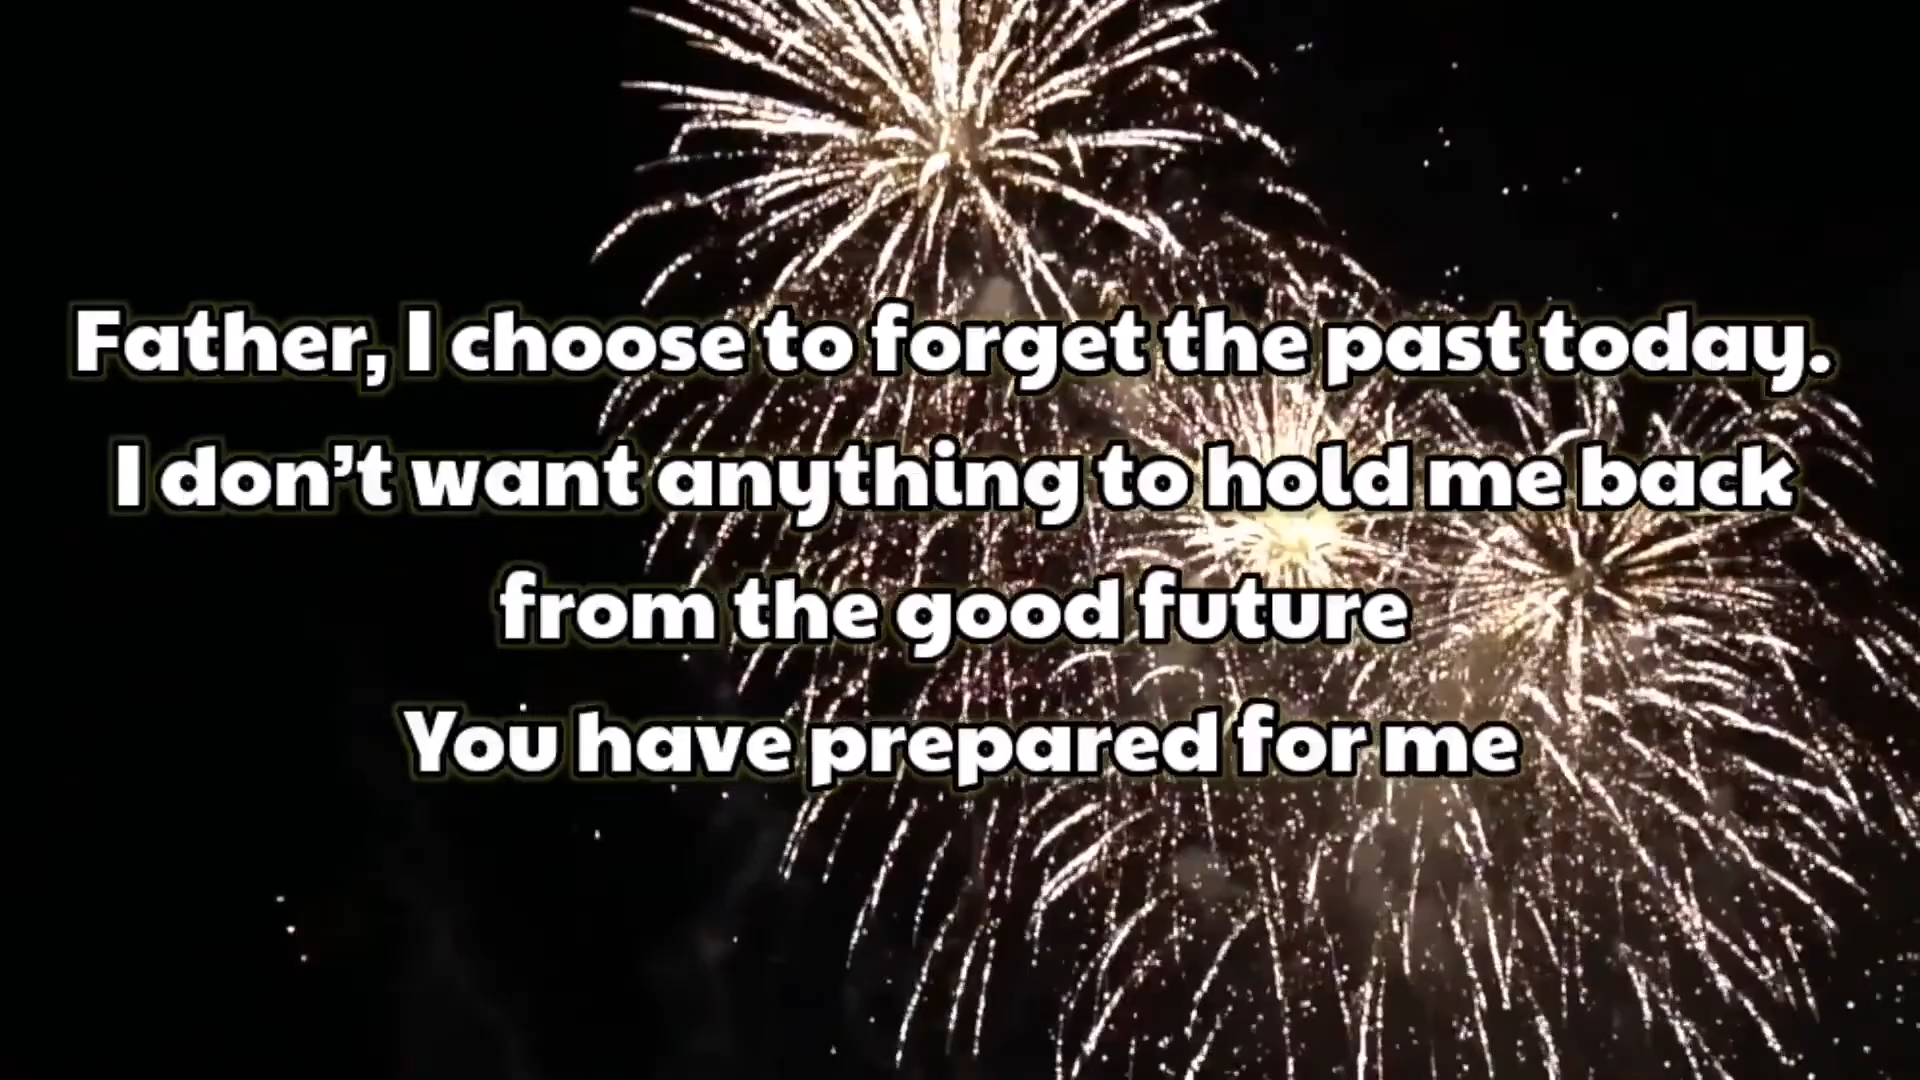 Father, I choose to forget the past today.
I don't want anything to hold me back
from the good future
You have prepared for me